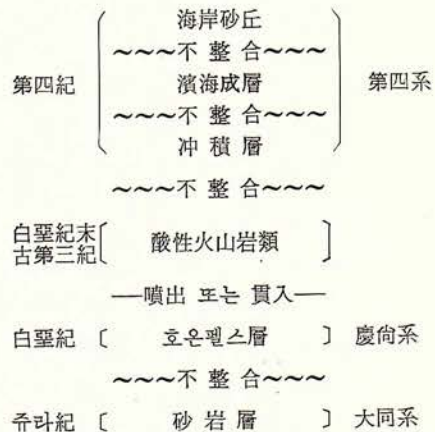 海岸砂丘
~~~不 整 合~~~
第四紀 濱海成層 第四系
~~~不 整 合~~~
冲 積 層
~~~不 整 合~~~
白堊紀末
古第三紀 [ 酸性火山岩類 ]
—噴出 또는 貫入—
白堊紀 〔 호온펠스層 〕 慶尙系
~~~不 整 合~~~
쥬라紀 〔 砂 岩 層 〕 大同系